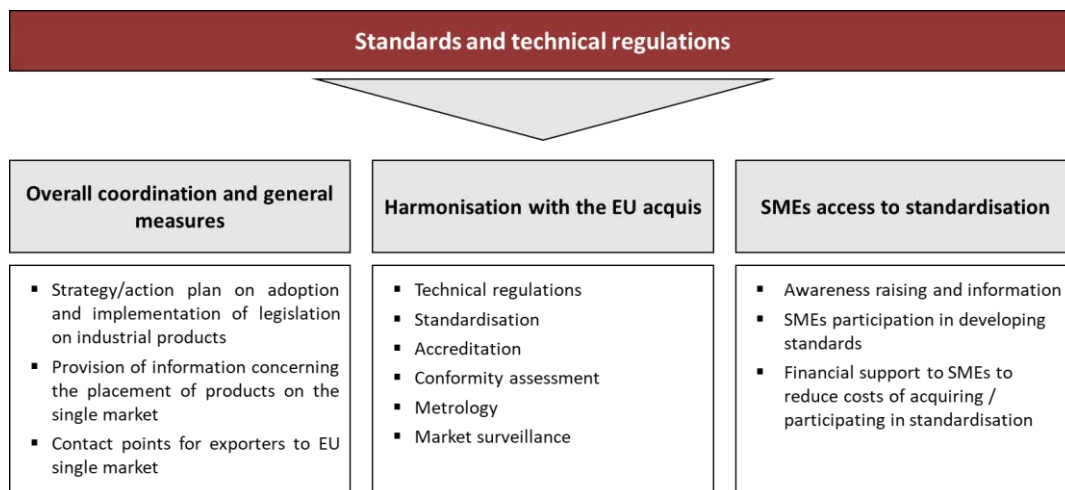 Standards and technical regulations
Overall coordination and general
measures
▪ Strategy/action plan on adoption
and implementation of legislation
on industrial products
▪ Provision of information concerning
the placement of products on the
single market
▪ Contact points for exporters to EU
single market
Harmonisation with the EU acquis
▪ Technical regulations
▪ Standardisation
▪ Accreditation
▪ Conformity assessment
▪ Metrology
▪ Market surveillance
SMEs access to standardisation
▪ Awareness raising and information
▪ SMEs participation in developing
standards
▪ Financial support to SMEs to
reduce costs of acquiring /
participating in standardisation